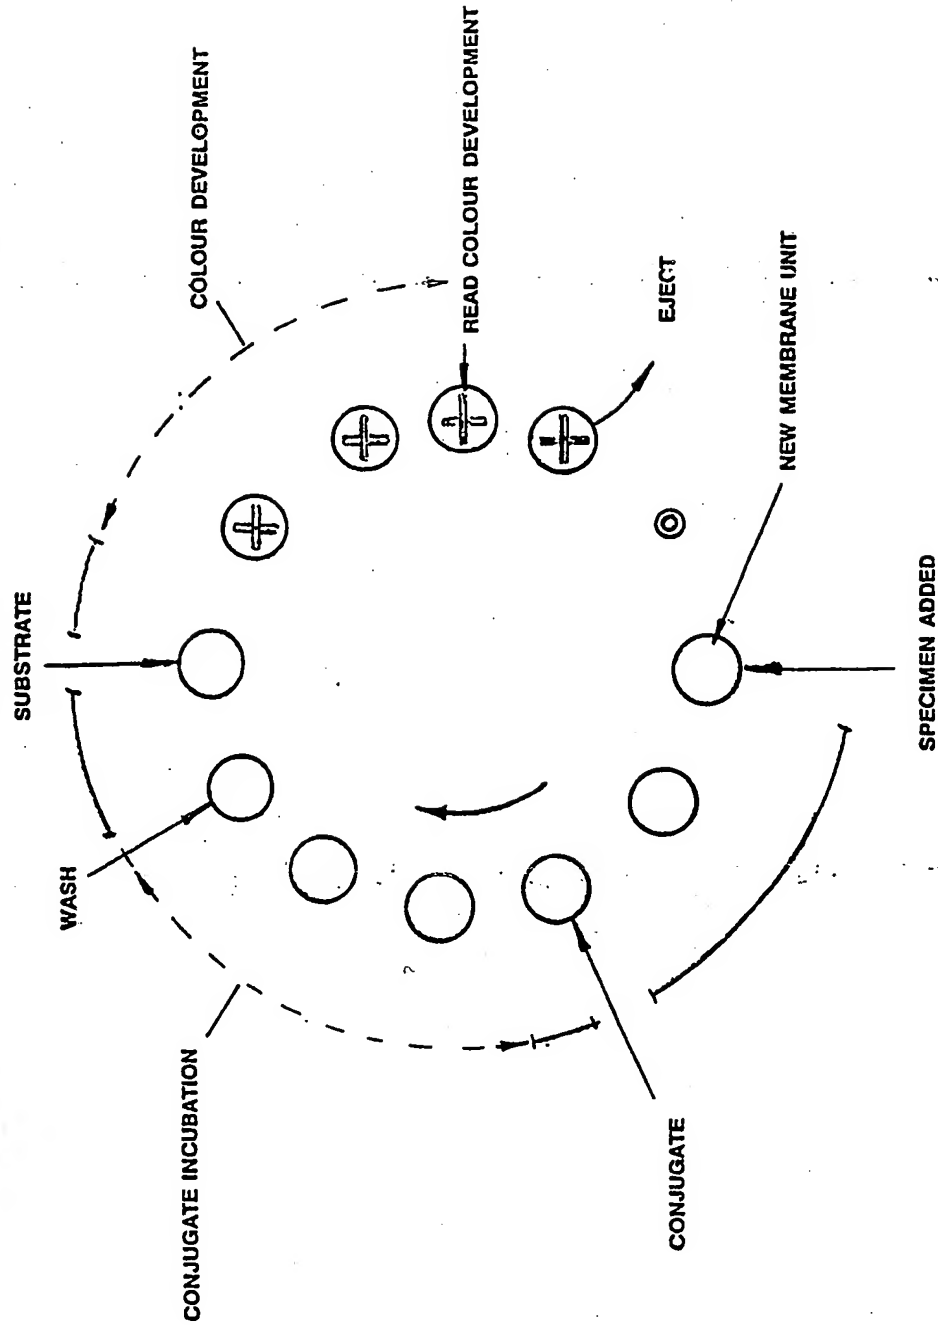 COLOUR DEVELOPMENT
READ COLOUR DEVELOPMENT
SUBSTRATE
EJECT
NEW MEMBRANE UNIT
WASH
SPECIMEN ADDED
CONJUGATE INCUBATION
CONJUGATE